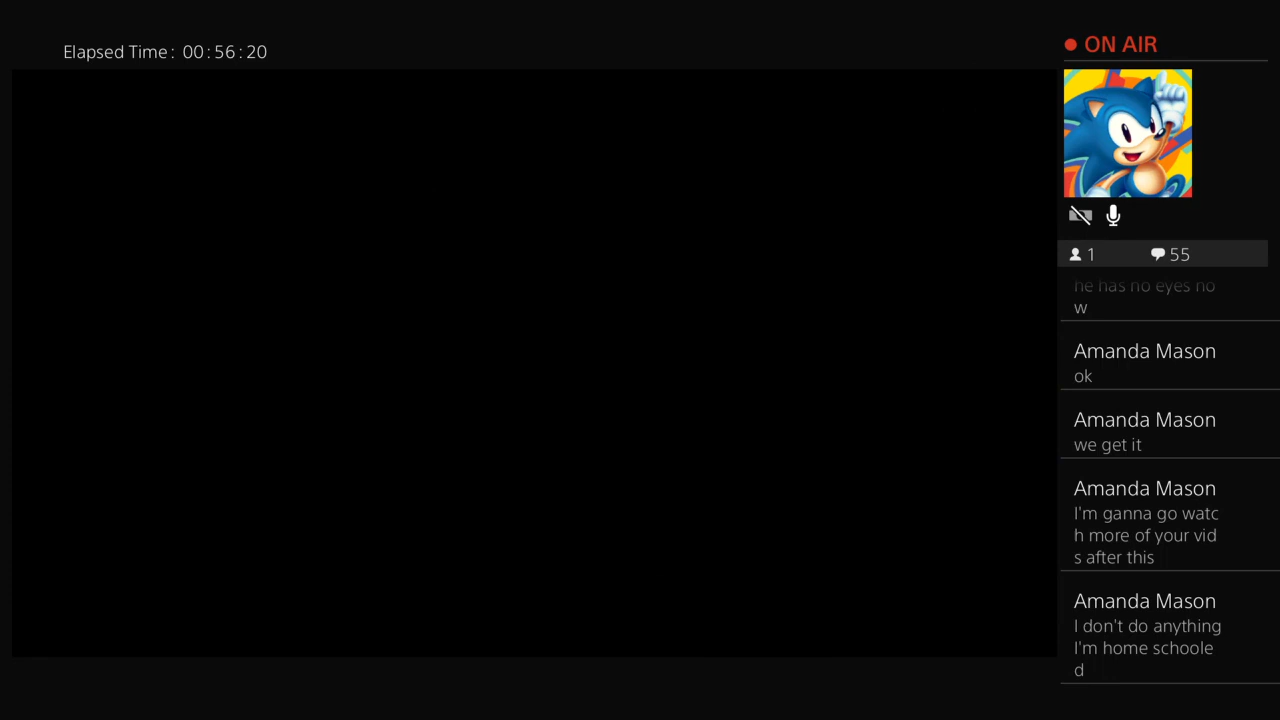 Elapsed Time: 00:56:20
ON AIR
1 55
he has no eyes no
w
Amanda Mason
ok
Amanda Mason
we get it
Amanda Mason
I'm ganna go watc
h more of your vid
s after this
Amanda Mason
I don't do anything
I'm home schoole
d